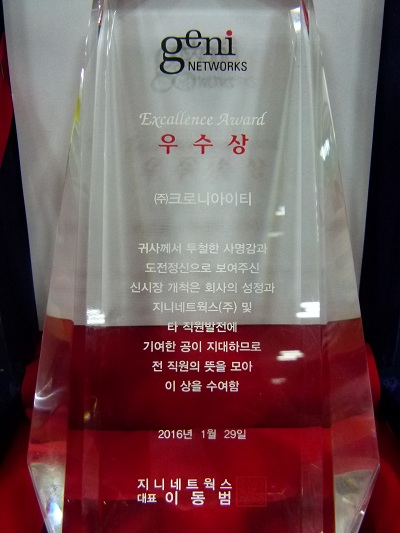 geni
NETWORKS
Excallence Award
우 수 상
㈜크로니아이티
귀사께서 투철한 사명감과
도전정신으로 보여주신
신시장 개척은 회사의 성정과
지니네트웍스(주) 및
타 직원발전에
기여한 공이 지대하므로
전 직원의 뜻을 모아
이 상을 수여함
2016년 1월 29일
지니네트웍스
대표 이 동 범